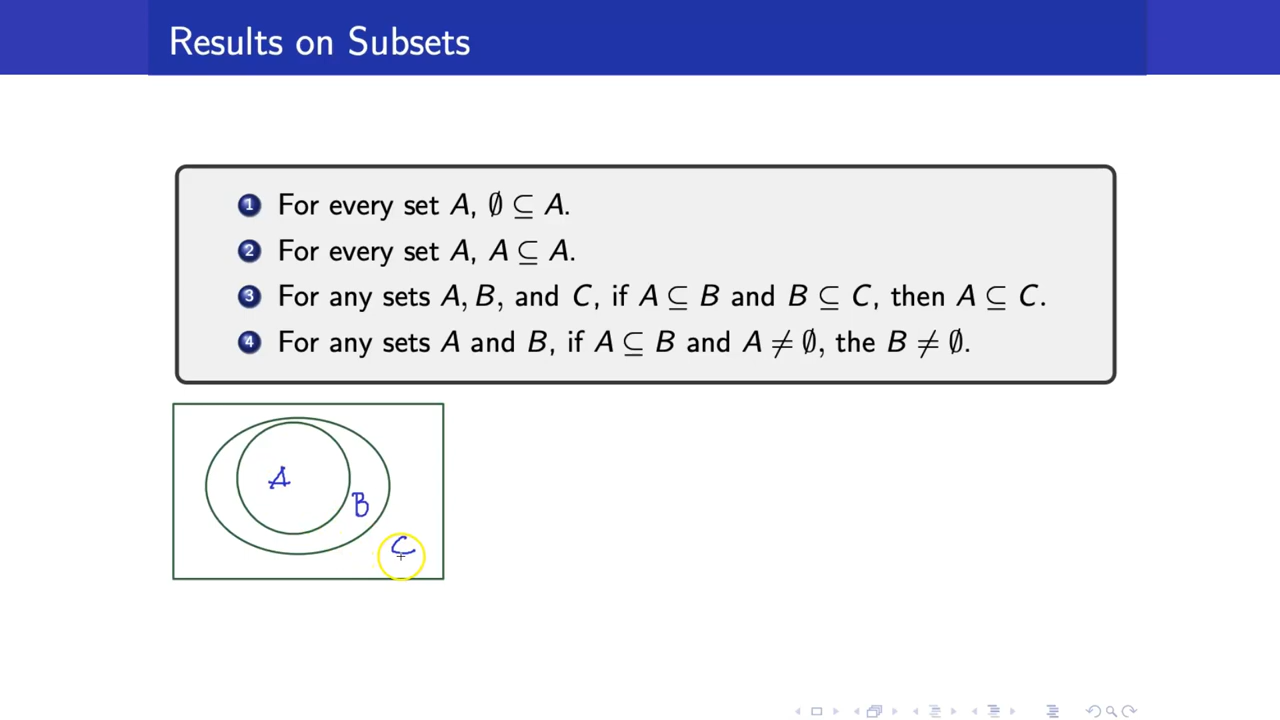 Results on Subsets
1 For every set A, ∅ ⊆ A.
2 For every set A, A ⊆ A.
3 For any sets A, B, and C, if A ⊆ B and B ⊆ C, then A ⊆ C.
4 For any sets A and B, if A ⊆ B and A ≠ ∅, the B ≠ ∅.
A
B
C